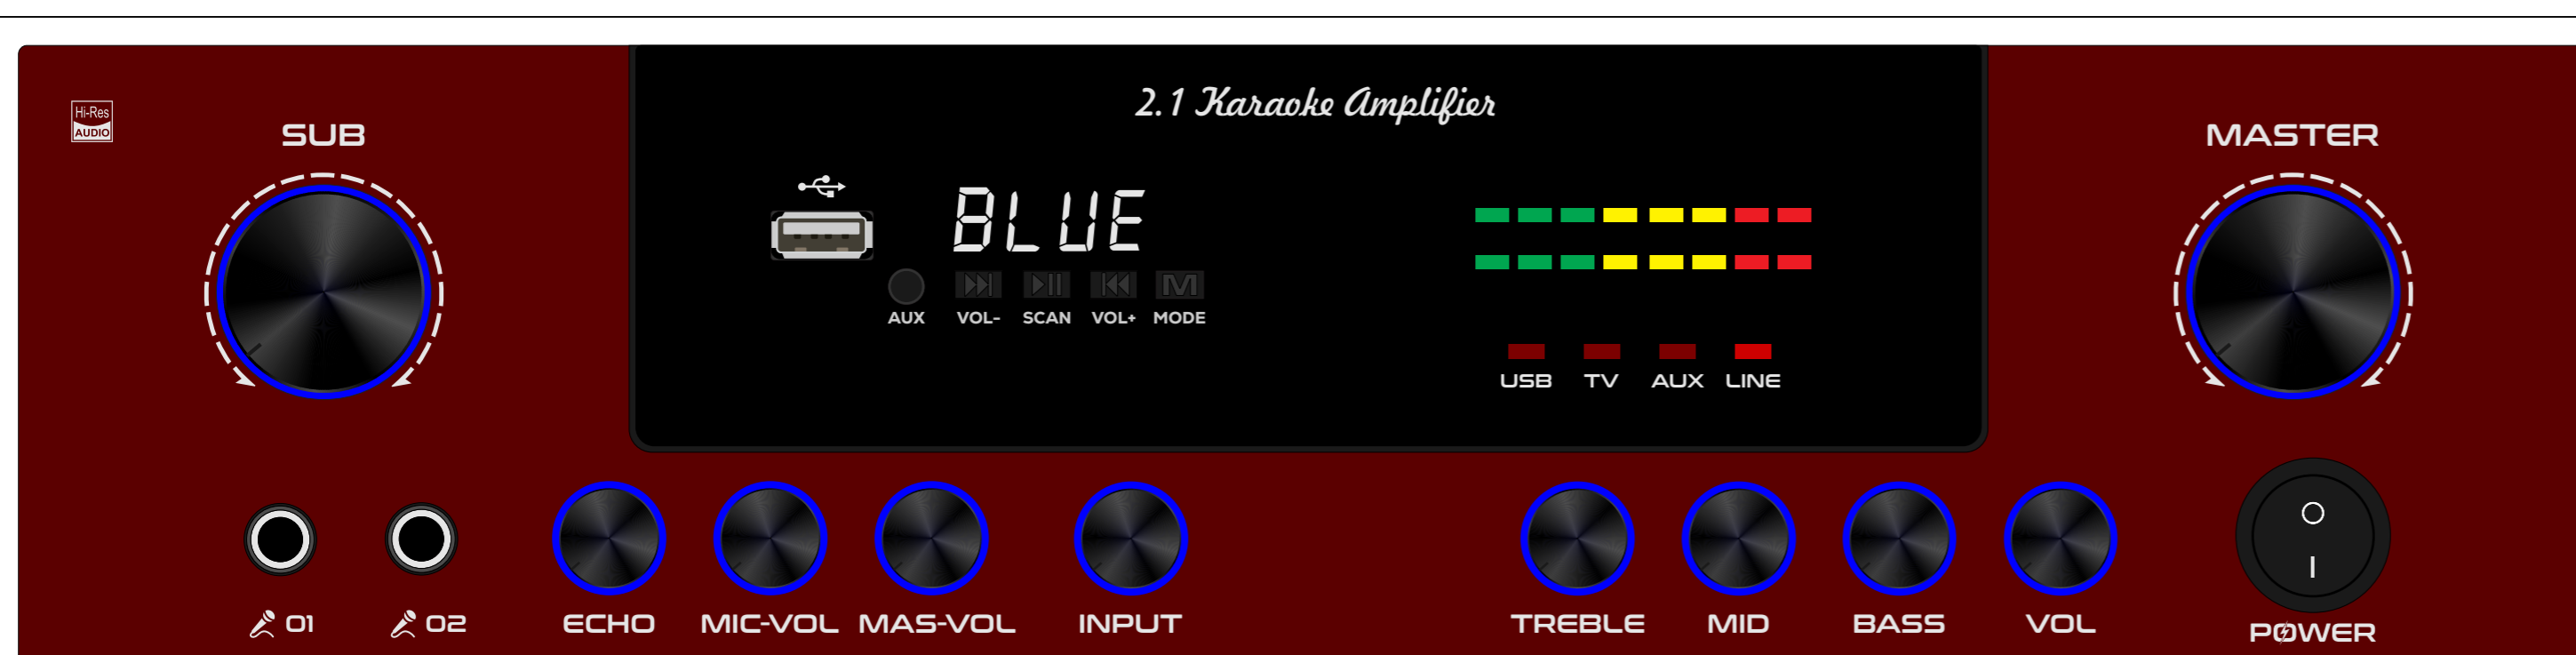 Hi-Res
AUDIO
SUB
2.1 Karaoke Amplifier
MASTER
BLUE
M
AUX VOL- SCAN VOL+ MODE
USB TV AUX LINE
01 02
ECHO MIC-VOL MAS-VOL INPUT
TREBLE MID BASS VOL
POWER